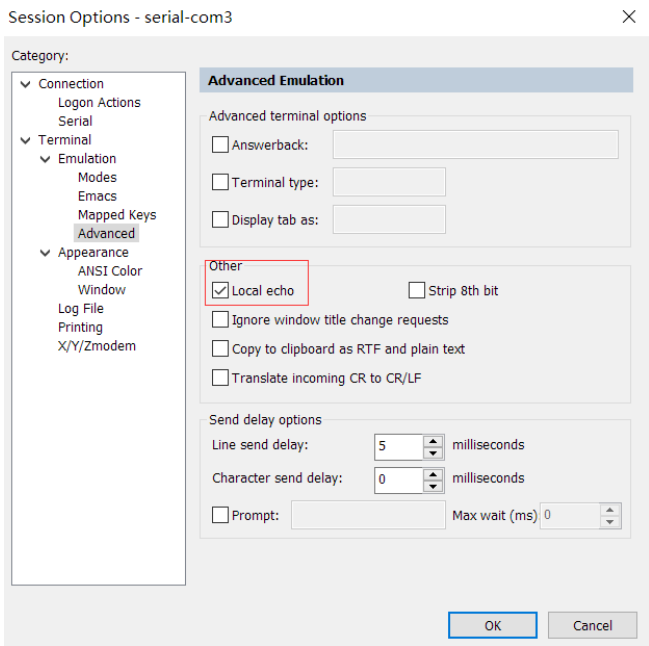 Session Options - serial-com3
Category:
Connection
Logon Actions
Serial
Terminal
Emulation
Modes
Emacs
Mapped Keys
Advanced
Appearance
ANSI Color
Window
Log File
Printing
X/Y/Zmodem
Advanced Emulation
Advanced terminal options
Answerback:
Terminal type:
Display tab as:
Other
Local echo Strip 8th bit
Ignore window title change requests
Copy to clipboard as RTF and plain text
Translate incoming CR to CR/LF
Send delay options
Line send delay: 5 milliseconds
Character send delay: 0 milliseconds
Prompt: Max wait (ms) 0
OK Cancel